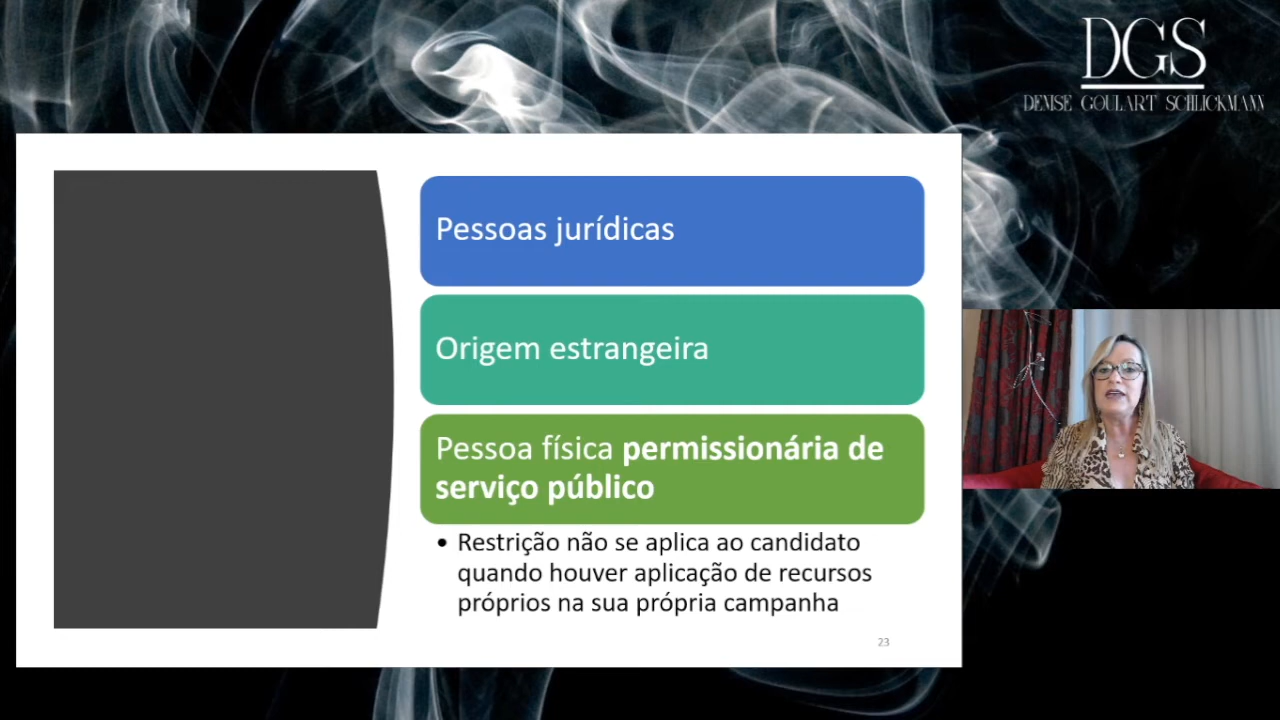 DGS
DENISE GOULART SCHLICKMANN
Pessoas jurídicas
Origem estrangeira
Pessoa física permissionária de
serviço público
• Restrição não se aplica ao candidato
quando houver aplicação de recursos
próprios na sua própria campanha
23